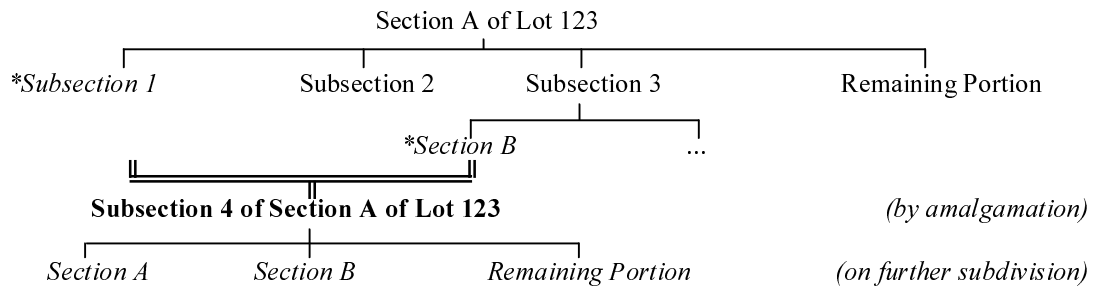 Section A of Lot 123
*Subsection 1 Subsection 2 Subsection 3 Remaining Portion
*Section B ...
Subsection 4 of Section A of Lot 123 (by amalgamation)
Section A Section B Remaining Portion (on further subdivision)